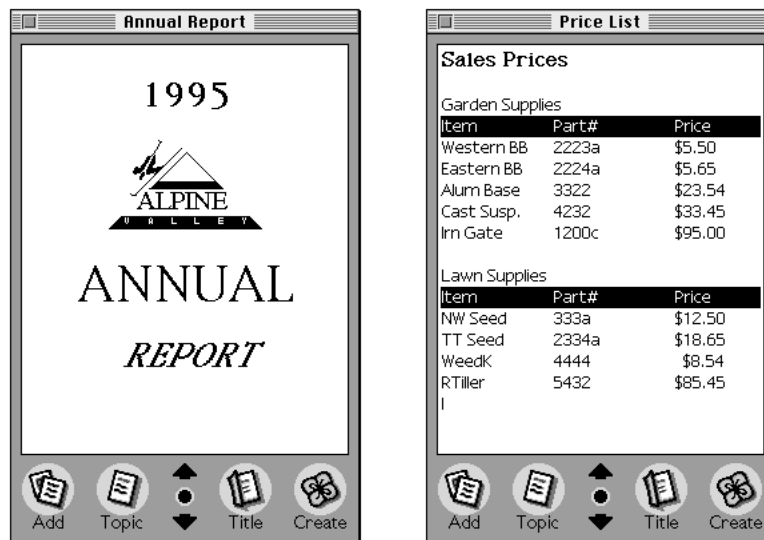 Annual Report
1995
ALPINE
VALLEY
ANNUAL
REPORT
Add Topic Title Create
Price List
Sales Prices
Garden Supplies
Item Part# Price
Western BB 2223a $5.50
Eastern BB 2224a $5.65
Alum Base 3322 $23.54
Cast Susp. 4232 $33.45
Irn Gate 1200c $95.00
Lawn Supplies
Item Part# Price
NW Seed 333a $12.50
TT Seed 2334a $18.65
WeedK 4444 $8.54
RTiller 5432 $85.45
Add Topic Title Create